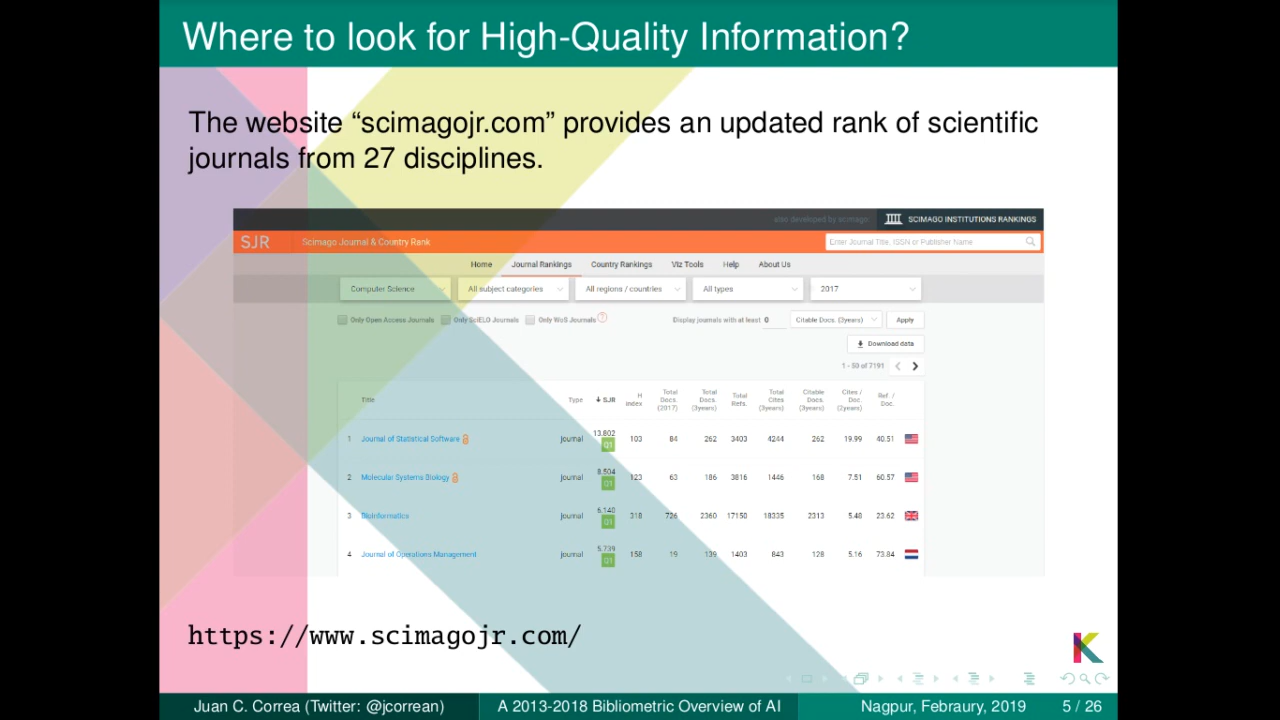 Where to look for High-Quality Information?
The website “scimagojr.com” provides an updated rank of scientific
journals from 27 disciplines.
also developed by scimago: SCIMAGO INSTITUTIONS RANKINGS
SJR Scimago Journal & Country Rank Enter Journal Title, ISSN or Publisher Name
Home Journal Rankings Country Rankings Viz Tools Help About Us
Computer Science All subject categories All regions / countries All types 2017
Only Open Access Journals Only SciELO Journals Only WoS Journals ? Display journals with at least 0 Citable Docs. (3years) Apply
Download data
1 - 50 of 7191
Title Type SJR H index Total Docs. (2017) Total Docs. (3years) Total Refs. Total Cites (3years) Citable Docs. (3years) Cites / Doc. (2years) Ref. / Doc.
1 Journal of Statistical Software journal 13.802 Q1 103 84 262 3403 4244 262 19.99 40.51
2 Molecular Systems Biology journal 8.504 Q1 123 63 186 3816 1446 168 7.51 60.57
3 Bioinformatics journal 6.140 Q1 318 726 2360 17150 18335 2313 5.48 23.62
4 Journal of Operations Management journal 5.739 Q1 158 19 139 1403 843 128 5.16 73.84
https://www.scimagojr.com/
K
Juan C. Correa (Twitter: @jcorrean) A 2013-2018 Bibliometric Overview of AI Nagpur, Febraury, 2019 5 / 26